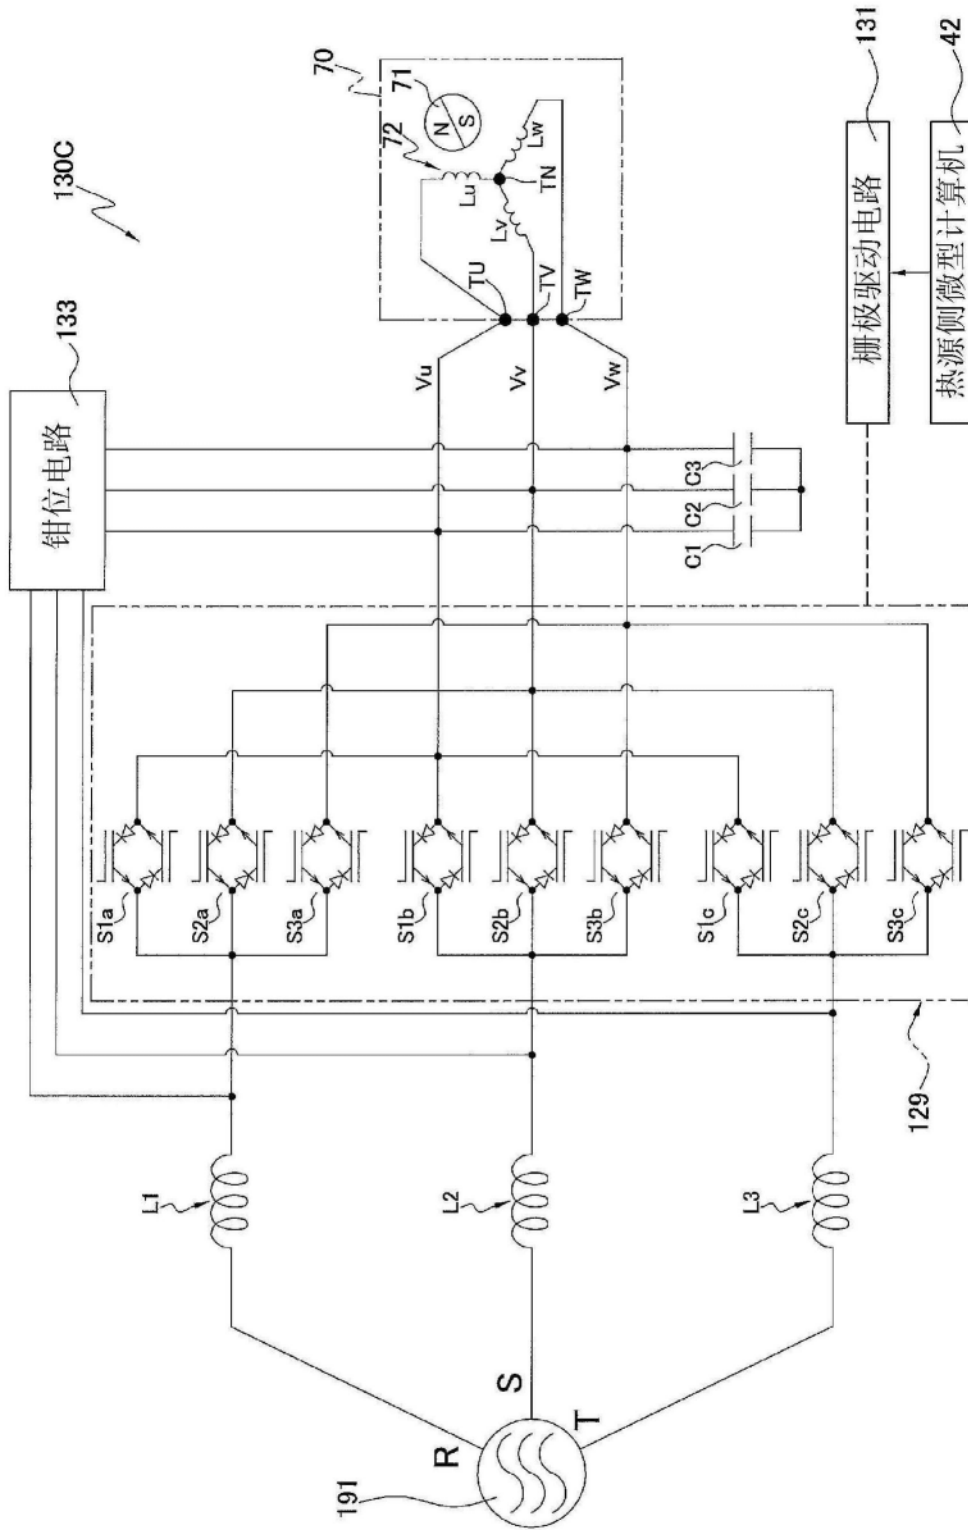 130C
133
钳位电路
70
71
72
N
S
Lu
Lv
Lw
TN
TU
TV
TW
Vu
Vv
Vw
C1
C2
C3
栅极驱动电路
131
热源侧微型计算机
42
S1a
S2a
S3a
S1b
S2b
S3b
S1c
S2c
S3c
129
L1
L2
L3
R
S
T
191